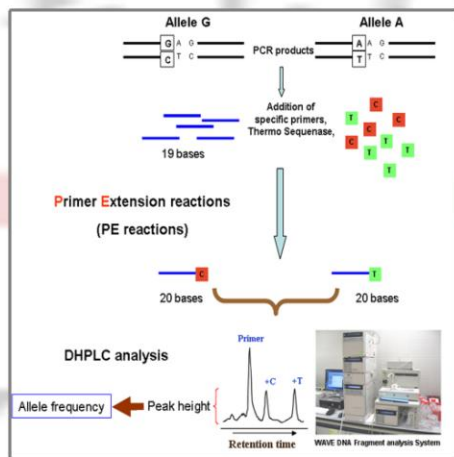 Allele G
Allele A
G A G
A A G
C T C
T T C
PCR products
Addition of
specific primers,
Thermo Sequenase,
C
C
T
C
C
T
T
T
T
T
19 bases
Primer Extension reactions
(PE reactions)
C
T
20 bases
20 bases
DHPLC analysis
Primer
+C
+T
Allele frequency
Peak height
Retention time
WAVE DNA Fragment analysis System